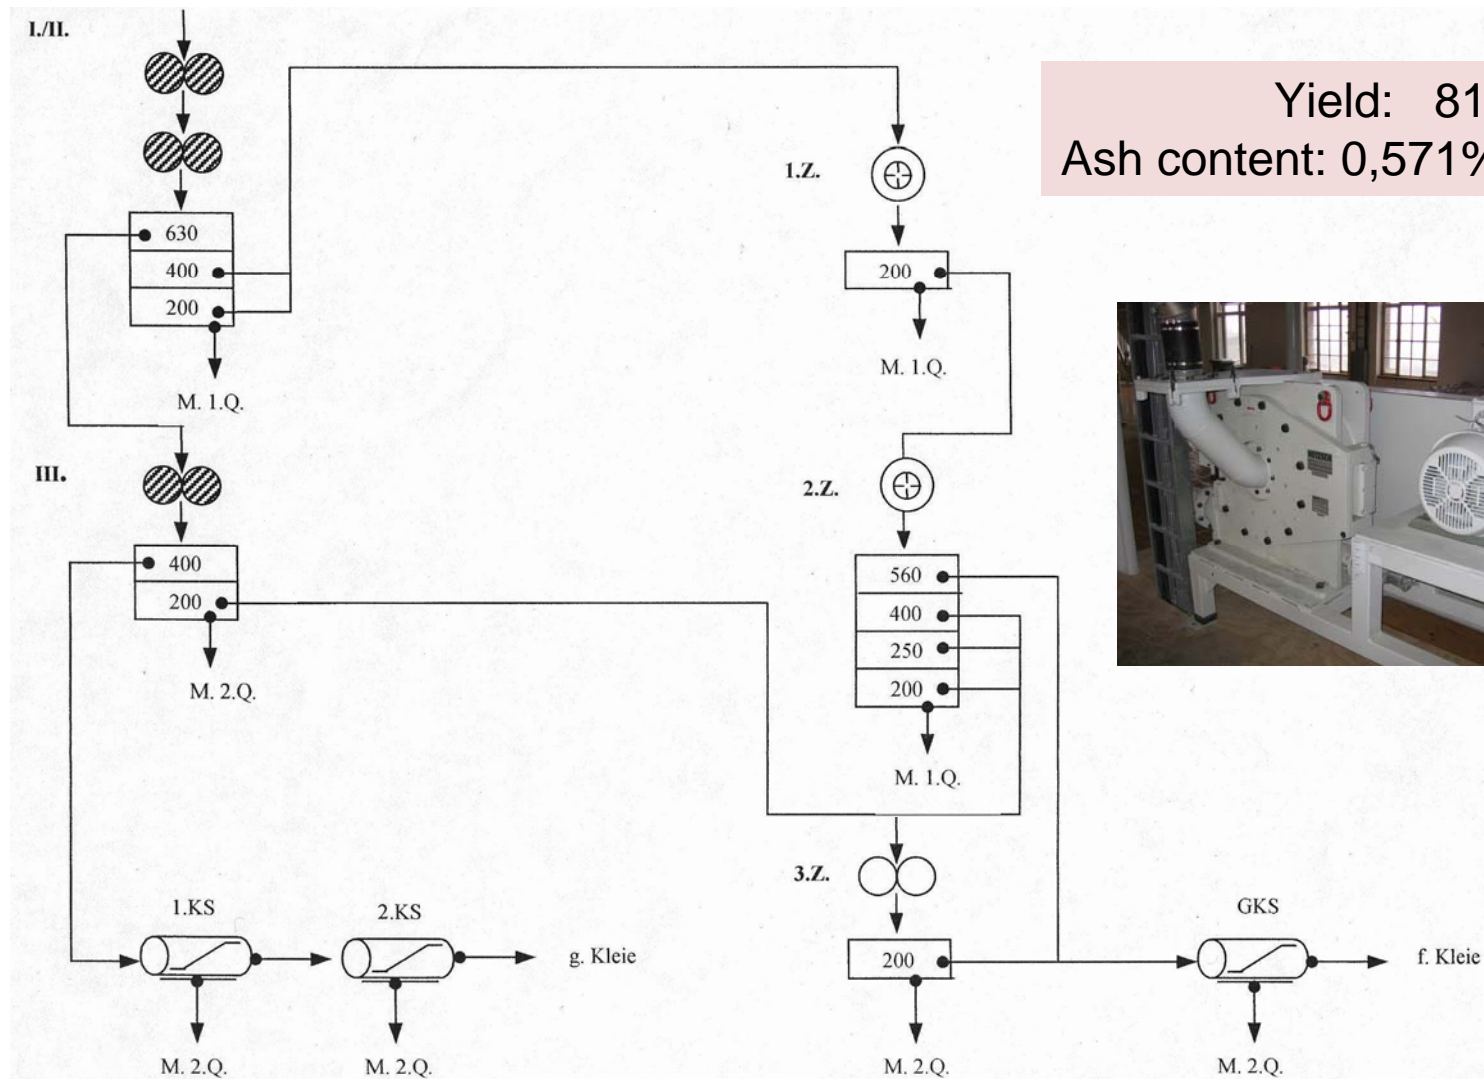 I./II.
Yield: 81
Ash content: 0,571%
1.Z.
630
400
200
200
M. 1.Q.
M. 1.Q.
III.
2.Z.
400
200
560
400
250
200
M. 2.Q.
M. 1.Q.
3.Z.
1.KS
2.KS
GKS
g. Kleie
200
f. Kleie
M. 2.Q.
M. 2.Q.
M. 2.Q.
M. 2.Q.